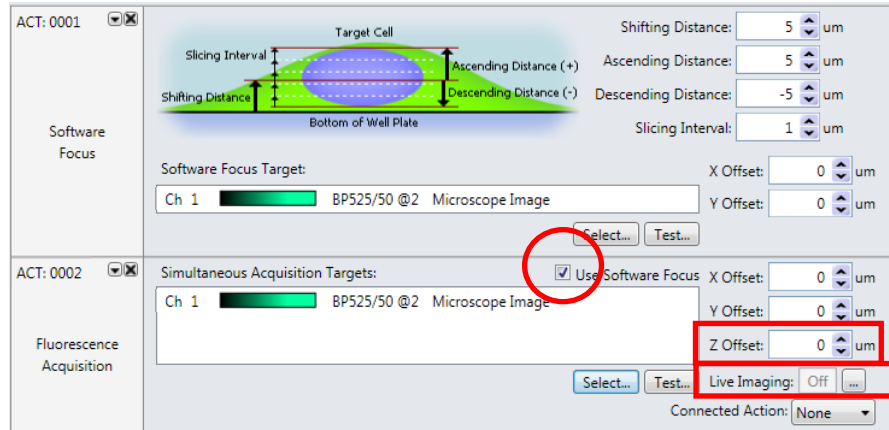 ACT: 0001
Software
Focus
Target Cell
Slicing Interval
Ascending Distance (+)
Shifting Distance
Descending Distance (-)
Bottom of Well Plate
Shifting Distance: 5 um
Ascending Distance: 5 um
Descending Distance: -5 um
Slicing Interval: 1 um
Software Focus Target:
Ch 1 BP525/50 @2 Microscope Image
X Offset: 0 um
Y Offset: 0 um
Select... Test...
ACT: 0002
Fluorescence
Acquisition
Simultaneous Acquisition Targets:
Use Software Focus
Ch 1 BP525/50 @2 Microscope Image
X Offset: 0 um
Y Offset: 0 um
Z Offset: 0 um
Select... Test...
Live Imaging: Off ...
Connected Action: None